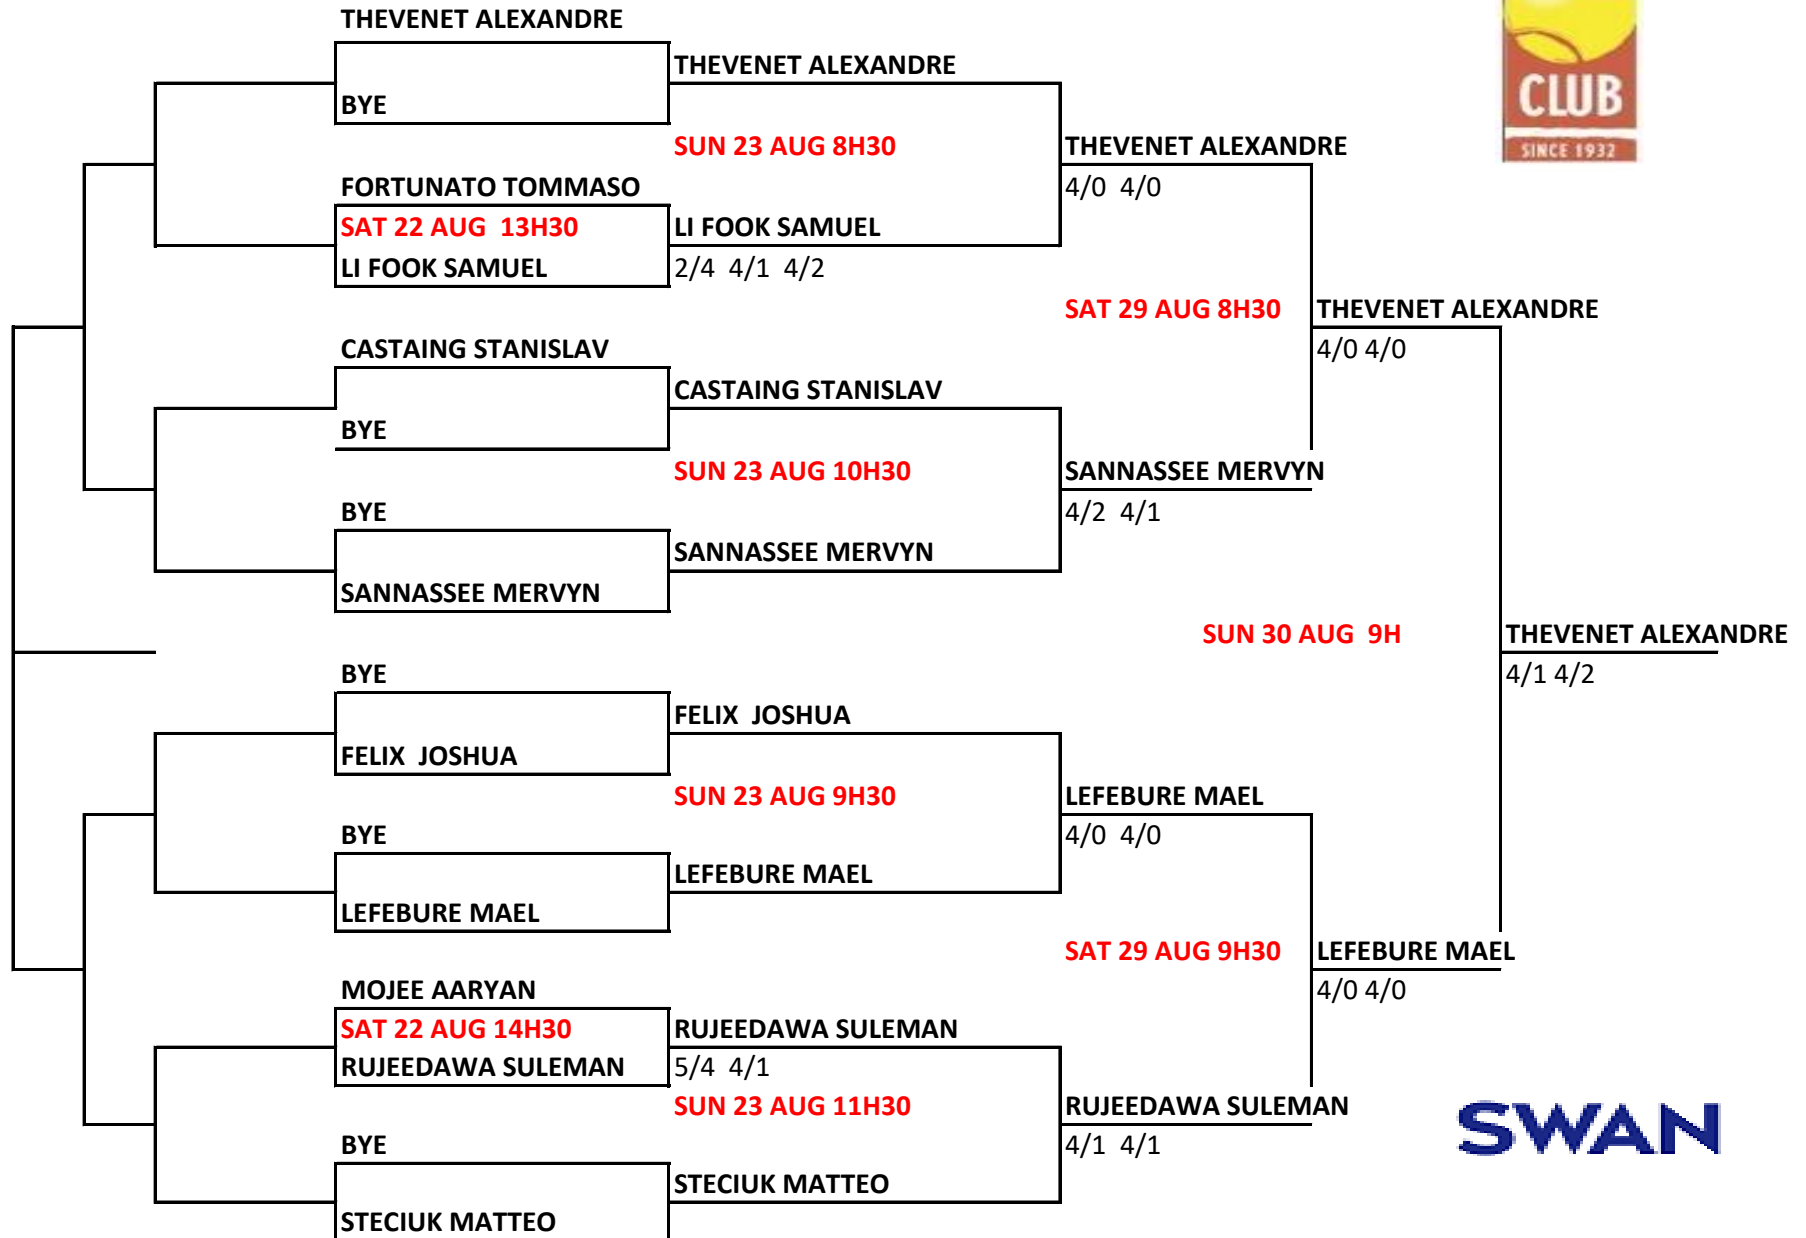 THEVENET ALEXANDRE
THEVENET ALEXANDRE
BYE
CLUB
SINCE 1932
SUN 23 AUG 8H30
THEVENET ALEXANDRE
FORTUNATO TOMMASO
4/0 4/0
SAT 22 AUG 13H30
LI FOOK SAMUEL
LI FOOK SAMUEL
2/4 4/1 4/2
SAT 29 AUG 8H30
THEVENET ALEXANDRE
CASTAING STANISLAV
4/0 4/0
CASTAING STANISLAV
BYE
SUN 23 AUG 10H30
SANNASSEE MERVYN
BYE
4/2 4/1
SANNASSEE MERVYN
SANNASSEE MERVYN
SUN 30 AUG 9H
THEVENET ALEXANDRE
BYE
4/1 4/2
FELIX JOSHUA
FELIX JOSHUA
SUN 23 AUG 9H30
LEFEBURE MAEL
BYE
4/0 4/0
LEFEBURE MAEL
LEFEBURE MAEL
SAT 29 AUG 9H30
LEFEBURE MAEL
MOJEE AARYAN
4/0 4/0
SAT 22 AUG 14H30
RUJEEDAWA SULEMAN
RUJEEDAWA SULEMAN
5/4 4/1
SUN 23 AUG 11H30
RUJEEDAWA SULEMAN
SWAN
BYE
4/1 4/1
STECIUK MATTEO
STECIUK MATTEO